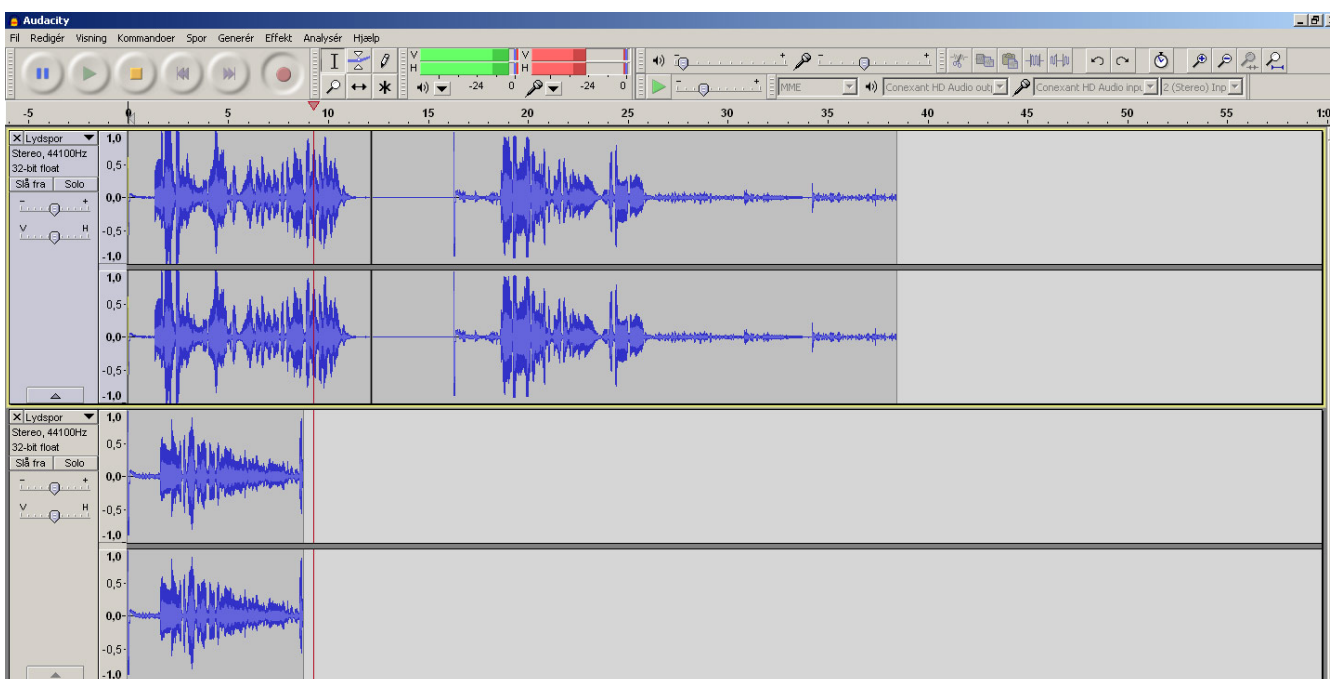 Audacity
Fil Redigér Visning Kommandoer Spor Generér Effekt Analysér Hjælp
V H -24 0 V H -24 0
MME Conexant HD Audio outp Conexant HD Audio inpu 2 (Stereo) Inp
-5 0 5 10 15 20 25 30 35 40 45 50 55 1:0
X Lydspor
Stereo, 44100Hz
32-bit float
Slå fra Solo
- +
V H
1,0
0,5
0,0
-0,5
-1,0
1,0
0,5
0,0
-0,5
-1,0
X Lydspor
Stereo, 44100Hz
32-bit float
Slå fra Solo
- +
V H
1,0
0,5
0,0
-0,5
-1,0
1,0
0,5
0,0
-0,5
-1,0